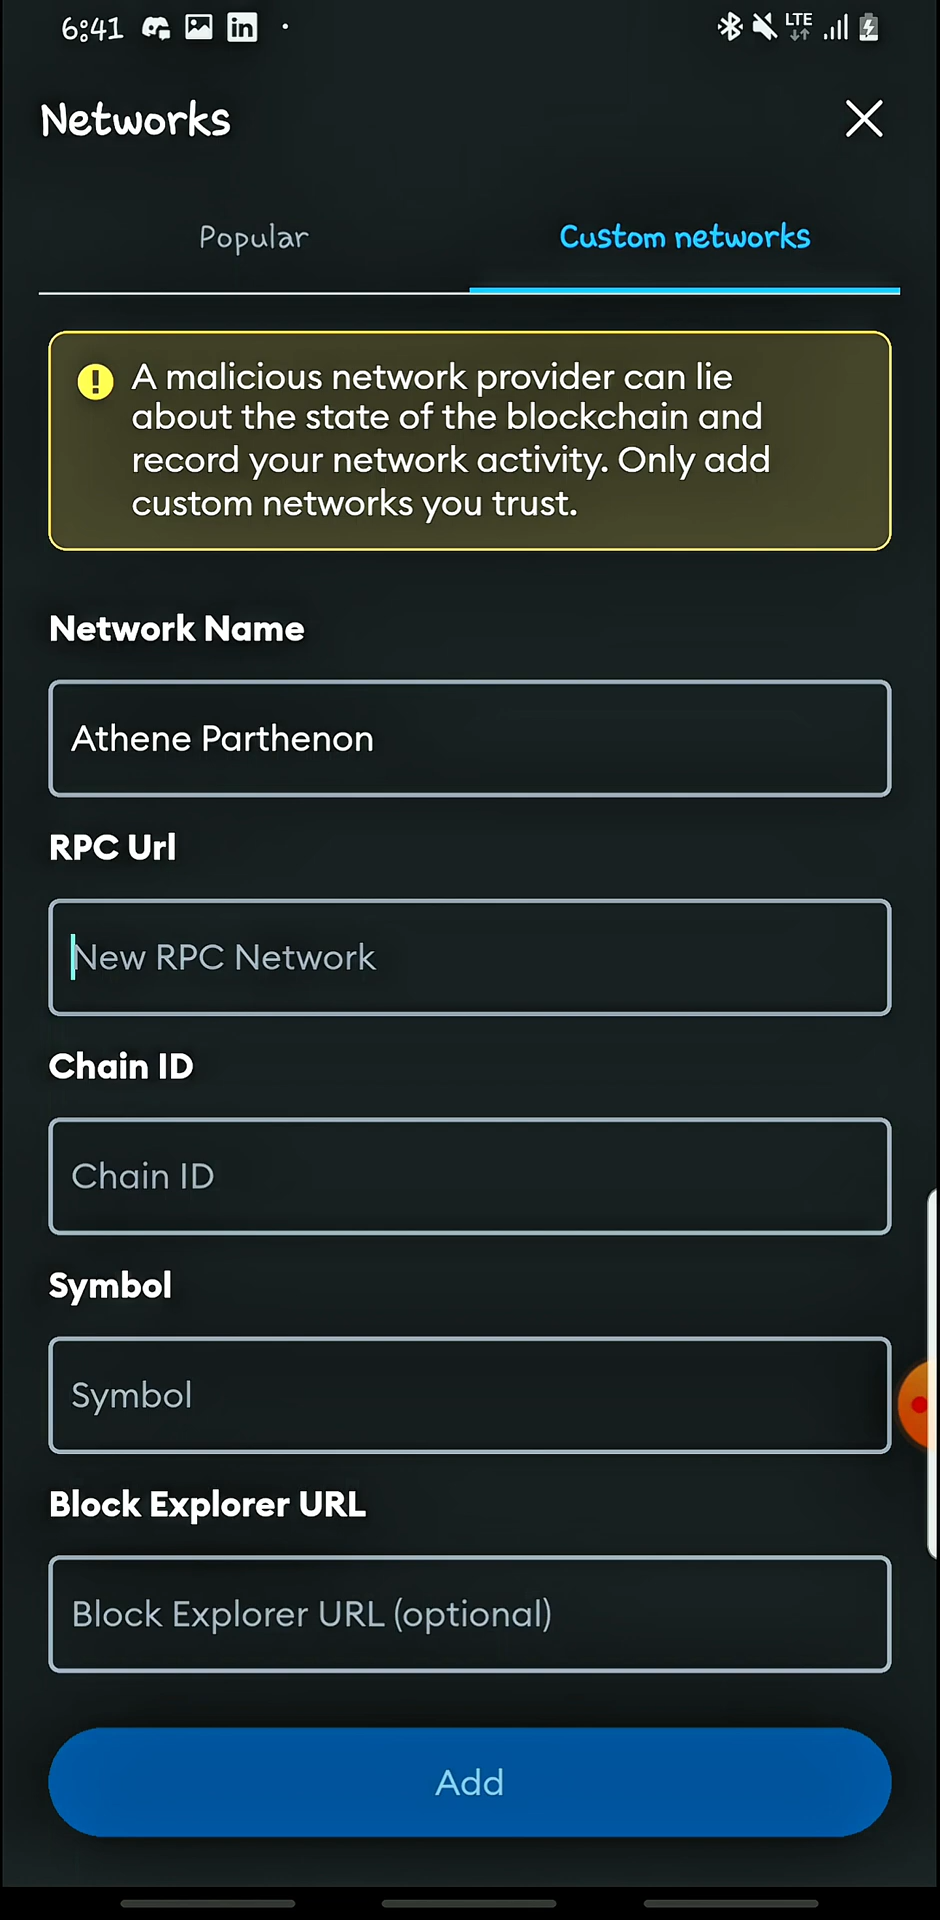 6:41
LTE
Networks
Popular
Custom networks
A malicious network provider can lie
about the state of the blockchain and
record your network activity. Only add
custom networks you trust.
Network Name
Athene Parthenon
RPC Url
New RPC Network
Chain ID
Chain ID
Symbol
Symbol
Block Explorer URL
Block Explorer URL (optional)
Add